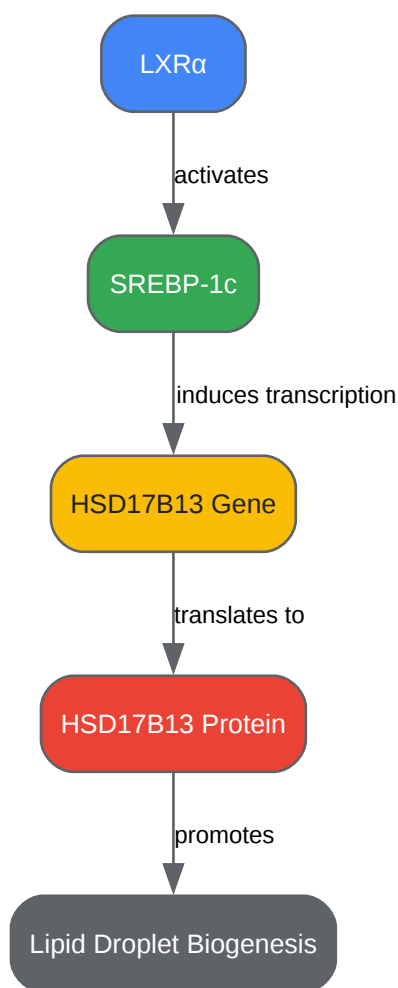 LXRα
activates
SREBP-1c
induces transcription
HSD17B13 Gene
translates to
HSD17B13 Protein
promotes
Lipid Droplet Biogenesis